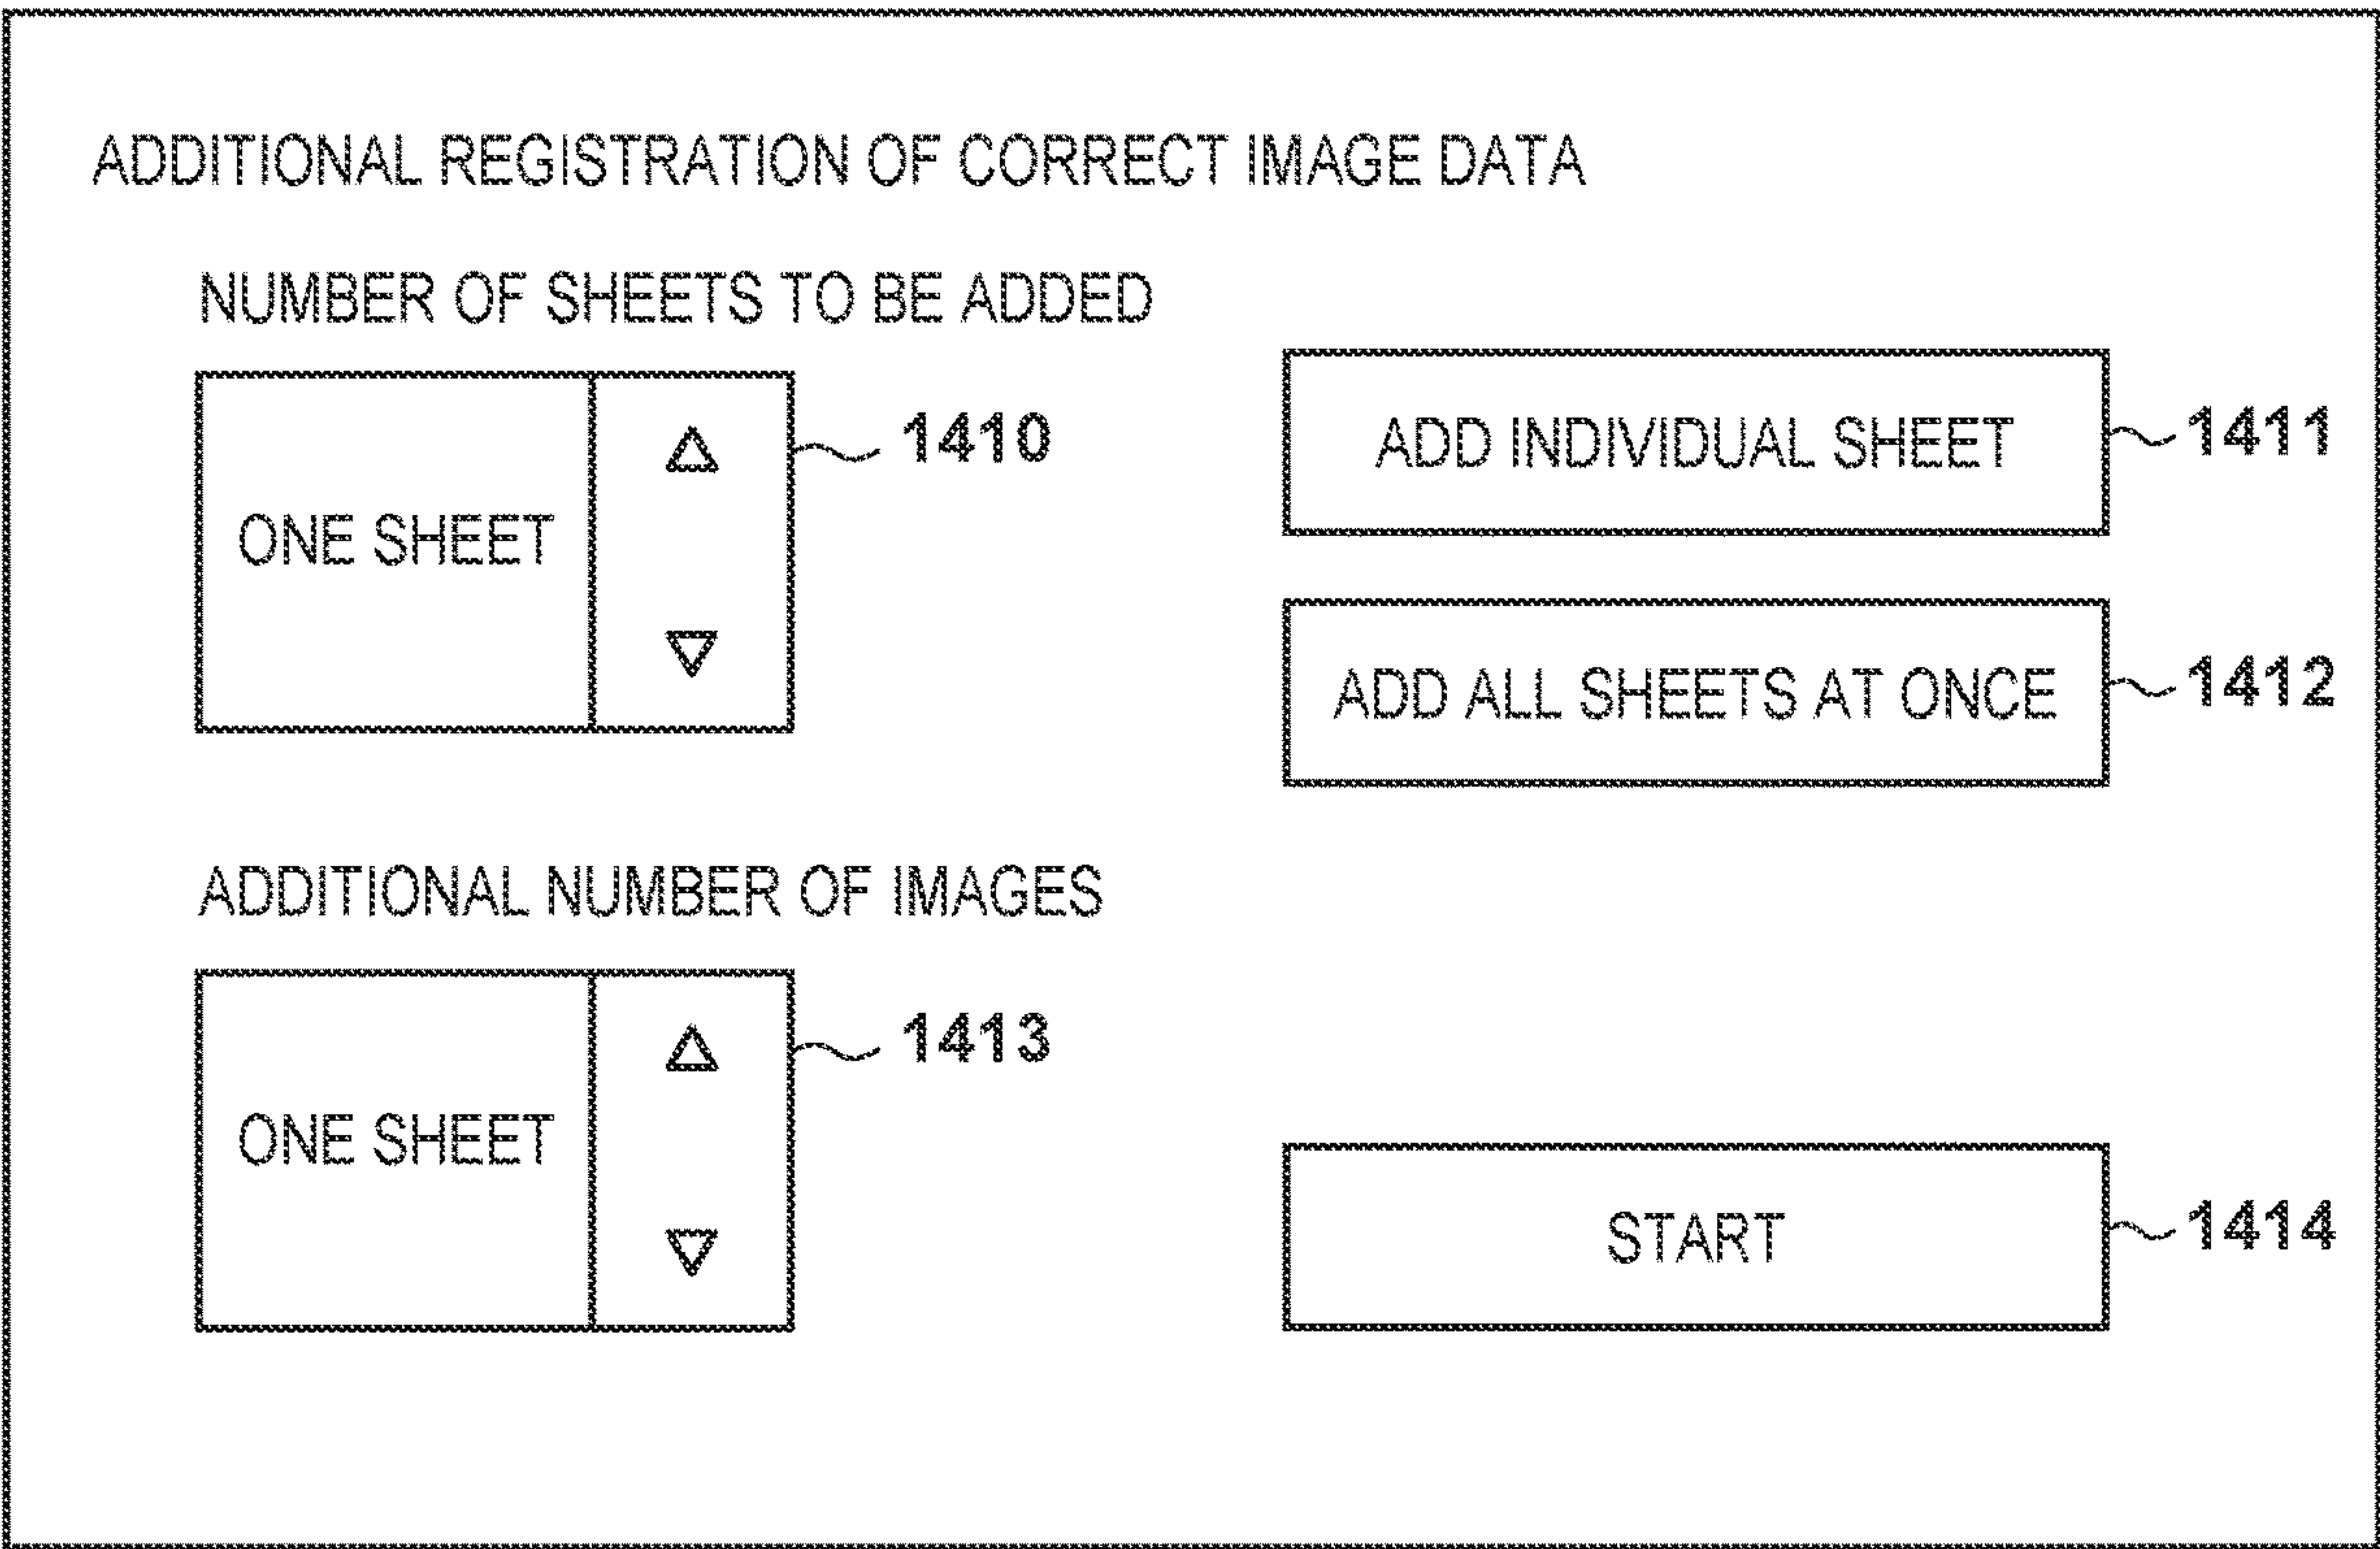 ADDITIONAL REGISTRATION OF CORRECT IMAGE DATA
NUMBER OF SHEETS TO BE ADDED
ONE SHEET
1410
ADD INDIVIDUAL SHEET
1411
ADD ALL SHEETS AT ONCE
1412
ADDITIONAL NUMBER OF IMAGES
ONE SHEET
1413
START
1414